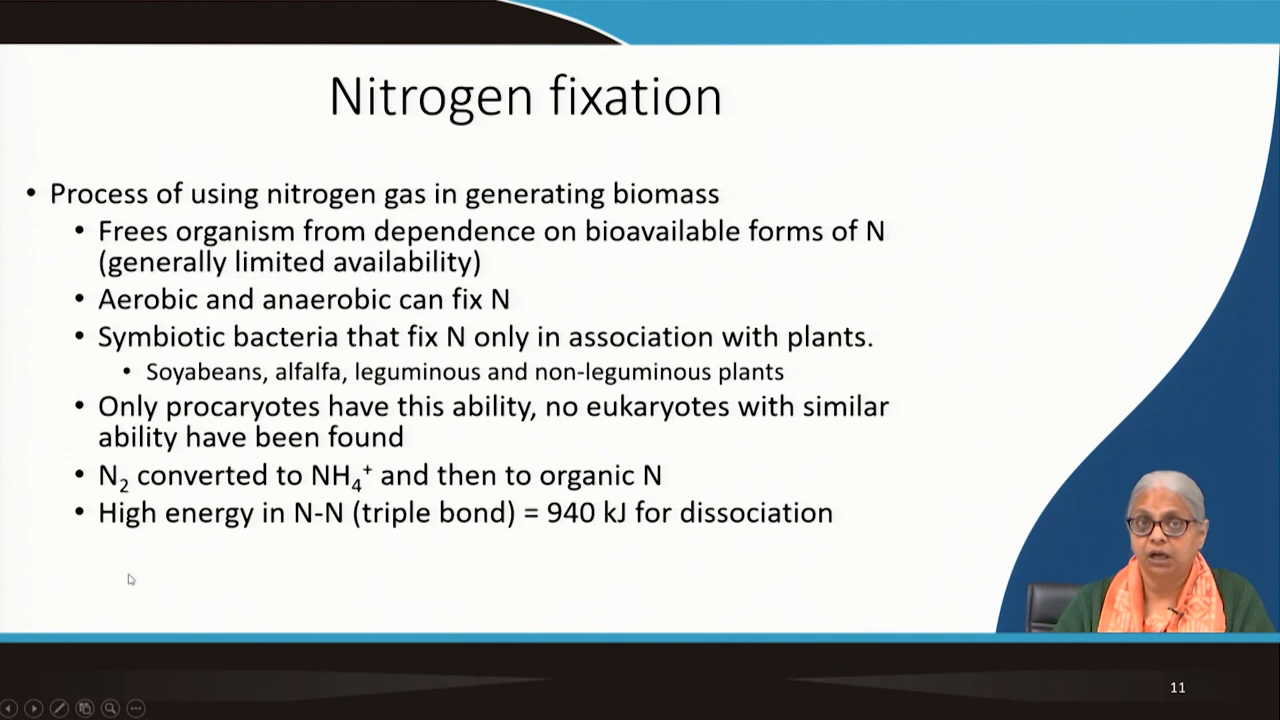 Nitrogen fixation
• Process of using nitrogen gas in generating biomass
• Frees organism from dependence on bioavailable forms of N
(generally limited availability)
• Aerobic and anaerobic can fix N
• Symbiotic bacteria that fix N only in association with plants.
• Soyabeans, alfalfa, leguminous and non-leguminous plants
• Only procaryotes have this ability, no eukaryotes with similar
ability have been found
• N₂ converted to NH₄⁺ and then to organic N
• High energy in N-N (triple bond) = 940 kJ for dissociation
11